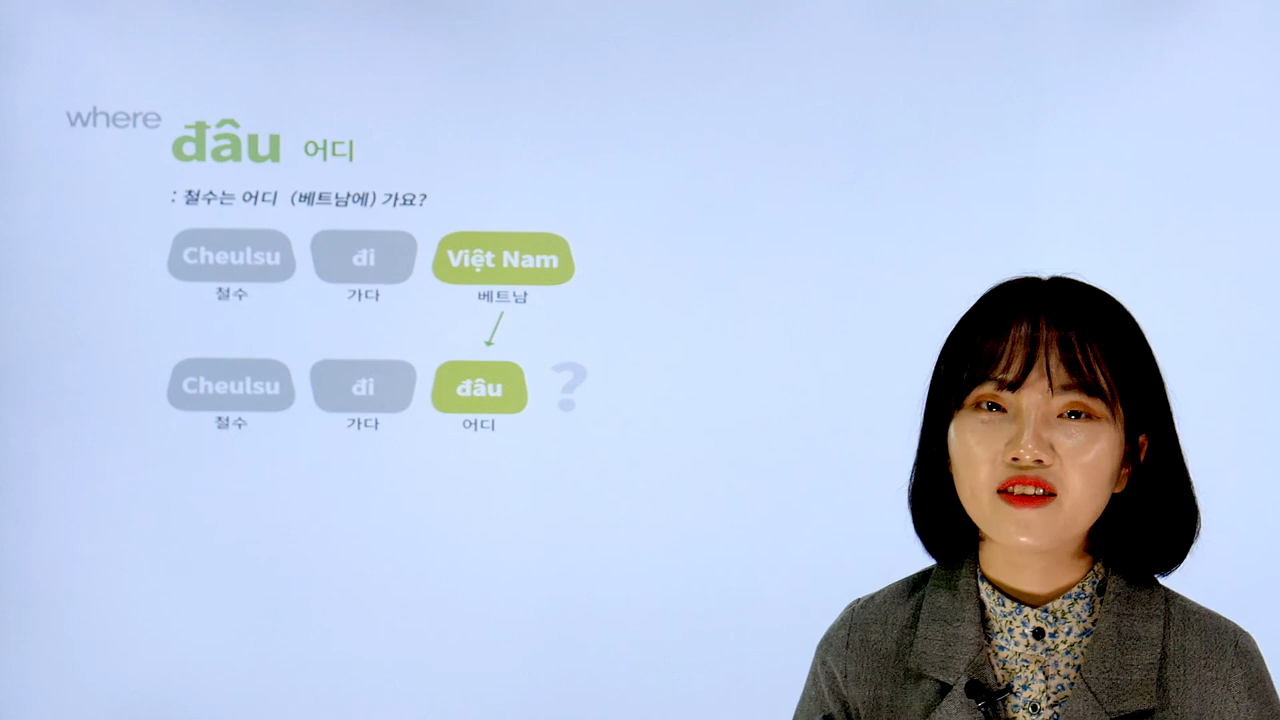 where
đâu 어디
: 철수는 어디 (베트남에) 가요?
Cheulsu đi Việt Nam
철수 가다 베트남
Cheulsu đi đâu ?
철수 가다 어디